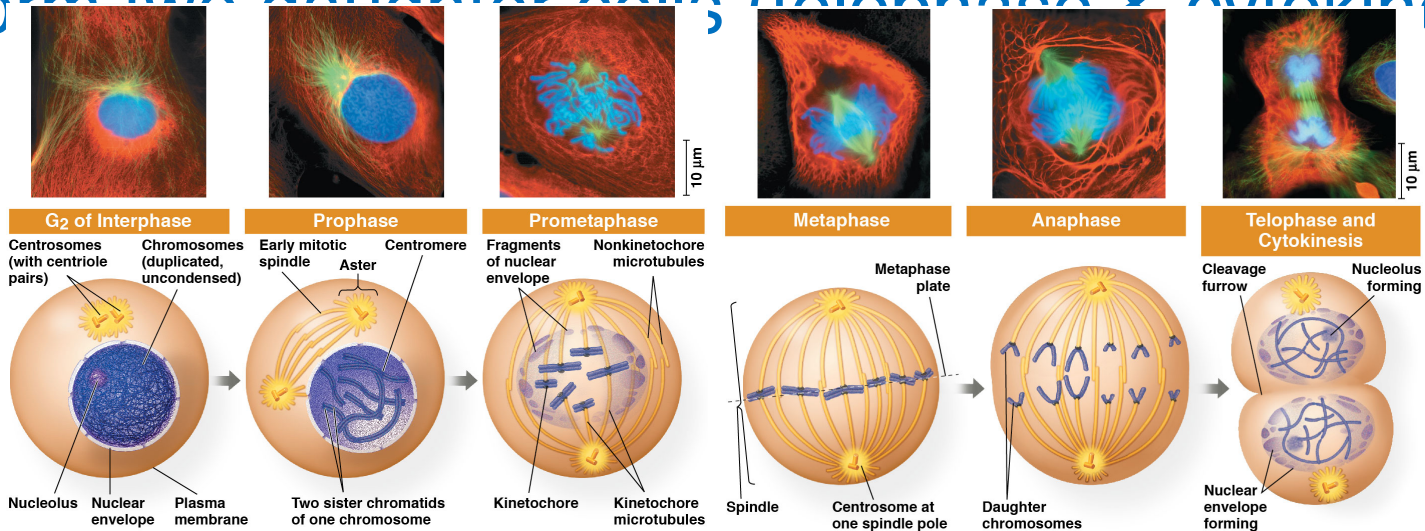 10 µm
10 µm
G2 of Interphase
Prophase
Prometaphase
Metaphase
Anaphase
Telophase and
Cytokinesis
Centrosomes
(with centriole
pairs)
Chromosomes
(duplicated,
uncondensed)
Early mitotic
spindle
Aster
Centromere
Fragments
of nuclear
envelope
Nonkinetochore
microtubules
Metaphase
plate
Cleavage
furrow
Nucleolus
forming
Nucleolus
Nuclear
envelope
Plasma
membrane
Two sister chromatids
of one chromosome
Kinetochore
Kinetochore
microtubules
Spindle
Centrosome at
one spindle pole
Daughter
chromosomes
Nuclear
envelope
forming